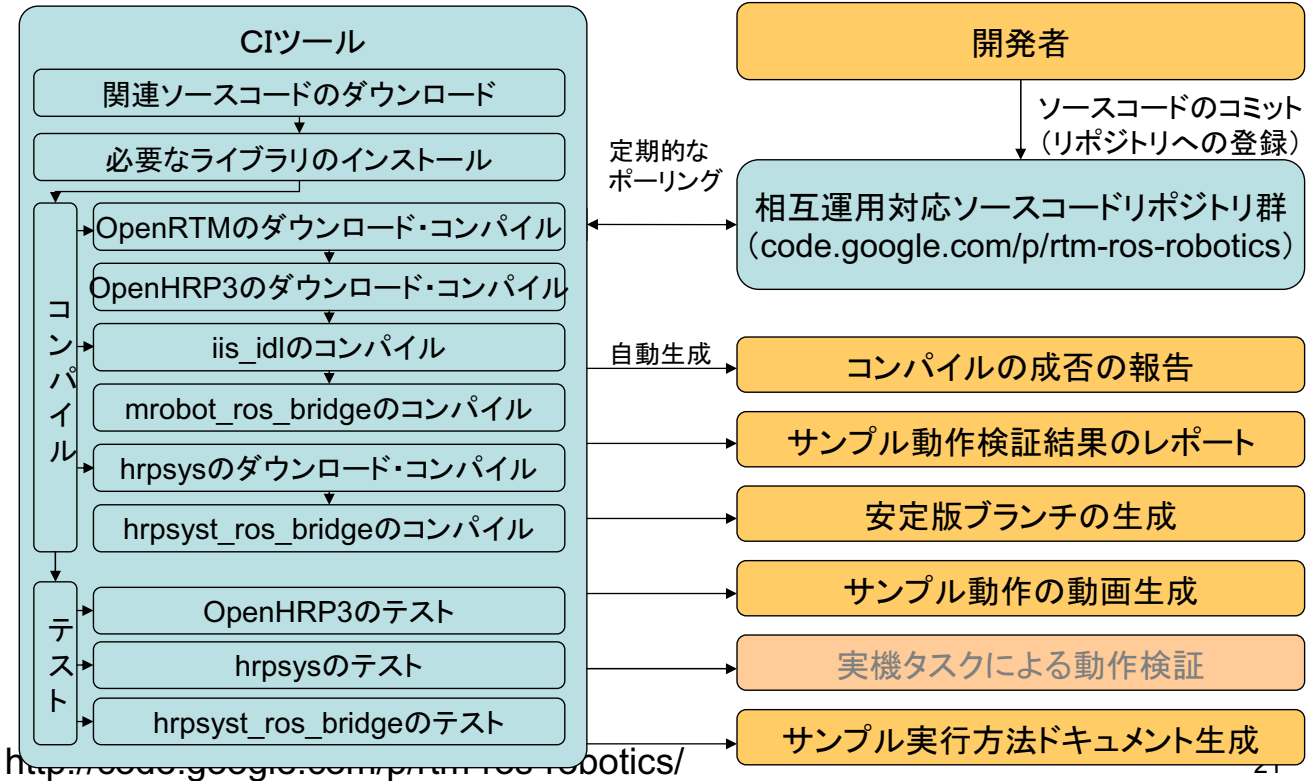 CIツール
関連ソースコードのダウンロード
必要なライブラリのインストール
コンパイル
OpenRTMのダウンロード・コンパイル
OpenHRP3のダウンロード・コンパイル
iis_idlのコンパイル
mrobot_ros_bridgeのコンパイル
hrpsysのダウンロード・コンパイル
hrpsyst_ros_bridgeのコンパイル
テスト
OpenHRP3のテスト
hrpsysのテスト
hrpsyst_ros_bridgeのテスト
定期的な
ポーリング
自動生成
開発者
ソースコードのコミット
（リポジトリへの登録）
相互運用対応ソースコードリポジトリ群
（code.google.com/p/rtm-ros-robotics）
コンパイルの成否の報告
サンプル動作検証結果のレポート
安定版ブランチの生成
サンプル動作の動画生成
実機タスクによる動作検証
サンプル実行方法ドキュメント生成
http://code.google.com/p/rtm-ros-robotics/
21